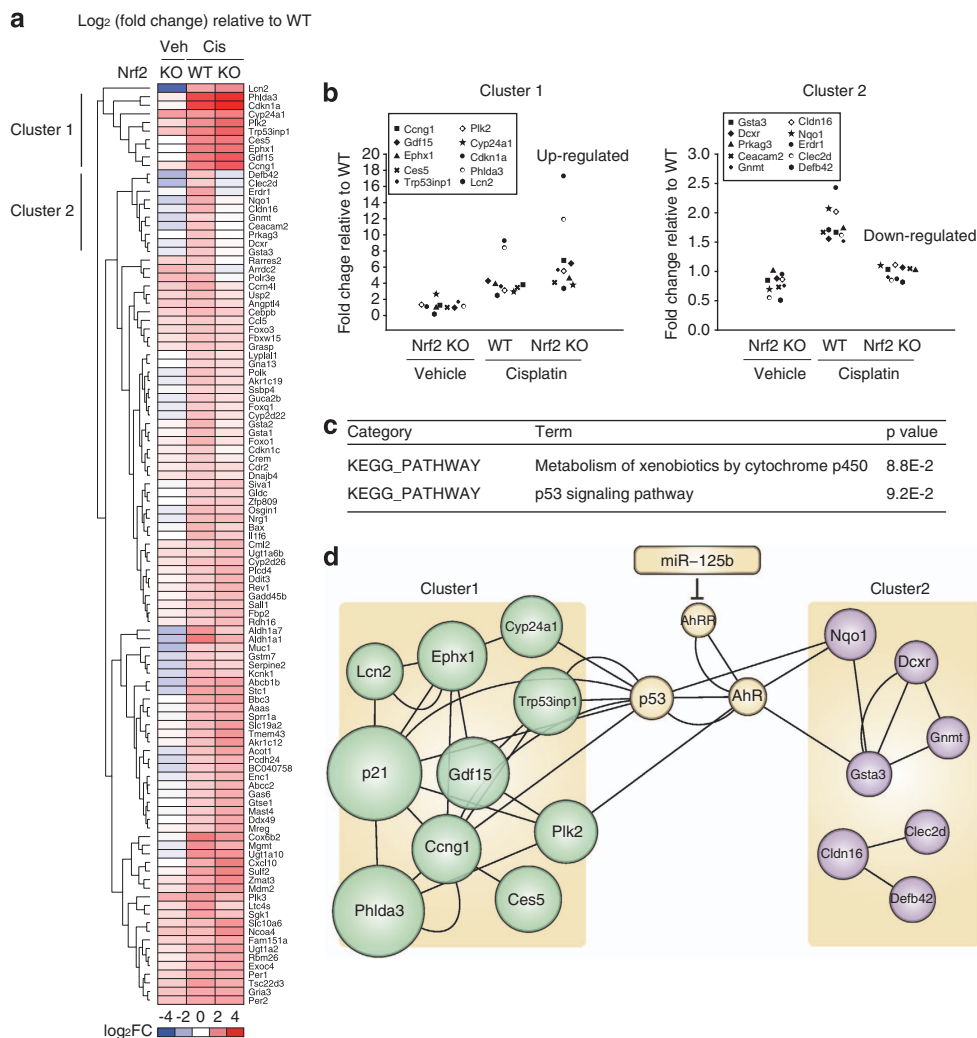 a
Log2 (fold change) relative to WT
Veh Cis
Nrf2 KO WT KO
Cluster 1
Cluster 2
Lcn2
Phlda3
Cdkn1a
Cyp24a1
Plk2
Trp53inp1
Ces5
Ephx1
Gdf15
Ccng1
Defb42
Clec2d
Erdr1
Nqo1
Cldn16
Gnmt
Ceacam2
Prkag3
Dcxr
Gsta3
Rarres2
Arrdc2
Polr3e
Ccrn4l
Usp2
Angptl4
Cebpb
Ccl5
Foxo3
Fbxw15
Grasp
Lyplal1
Gna13
Polk
Akr1c19
Ssbp4
Guca2b
Foxq1
Cyp2d22
Gsta2
Gsta1
Foxo1
Cdkn1c
Crem
Cdr2
Dnajb4
Siva1
Gldc
Zfp809
Osgin1
Nrg1
Bax
Il1f6
Cml2
Ugt1a6b
Cyp2d26
Plcd4
Ddit3
Rev1
Gadd45b
Sall1
Fbp2
Rdh16
Aldh1a7
Aldh1a1
Muc1
Gstm7
Serpine2
Kcnk1
Abcb1b
Stc1
Bbc3
Aaas
Sprr1a
Slc19a2
Tmem43
Akr1c12
Acot1
Pcdh24
BC040758
Enc1
Abcc2
Gas6
Gtse1
Mast4
Ddx49
Mreg
Cox6b2
Mgmt
Ugt1a10
Cxcl10
Sulf2
Zmat3
Mdm2
Plk3
Ltc4s
Sgk1
Slc10a6
Ncoa4
Fam151a
Ugt1a2
Rbm26
Exoc4
Per1
Tsc22d3
Gria3
Per2
-4 -2 0 2 4
log2FC
b
Cluster 1
Ccng1 Plk2
Gdf15 Cyp24a1
Ephx1 Cdkn1a
Ces5 Phlda3
Trp53inp1 Lcn2
Up-regulated
Fold chage relative to WT
20
18
16
14
12
10
8
6
4
2
0
Nrf2 KO WT Nrf2 KO
Vehicle Cisplatin
Cluster 2
Gsta3 Cldn16
Dcxr Nqo1
Prkag3 Erdr1
Ceacam2 Clec2d
Gnmt Defb42
Down-regulated
Fold change relative to WT
3.0
2.5
2.0
1.5
1.0
0.5
0.0
Nrf2 KO WT Nrf2 KO
Vehicle Cisplatin
c
Category Term p value
KEGG_PATHWAY Metabolism of xenobiotics by cytochrome p450 8.8E-2
KEGG_PATHWAY p53 signaling pathway 9.2E-2
d
miR-125b
Cluster1
Cluster2
AhRR
Cyp24a1
Nqo1
Ephx1
Lcn2
Dcxr
Trp53inp1
p53
AhR
Gnmt
p21
Gdf15
Gsta3
Plk2
Ccng1
Clec2d
Cldn16
Ces5
Defb42
Phlda3